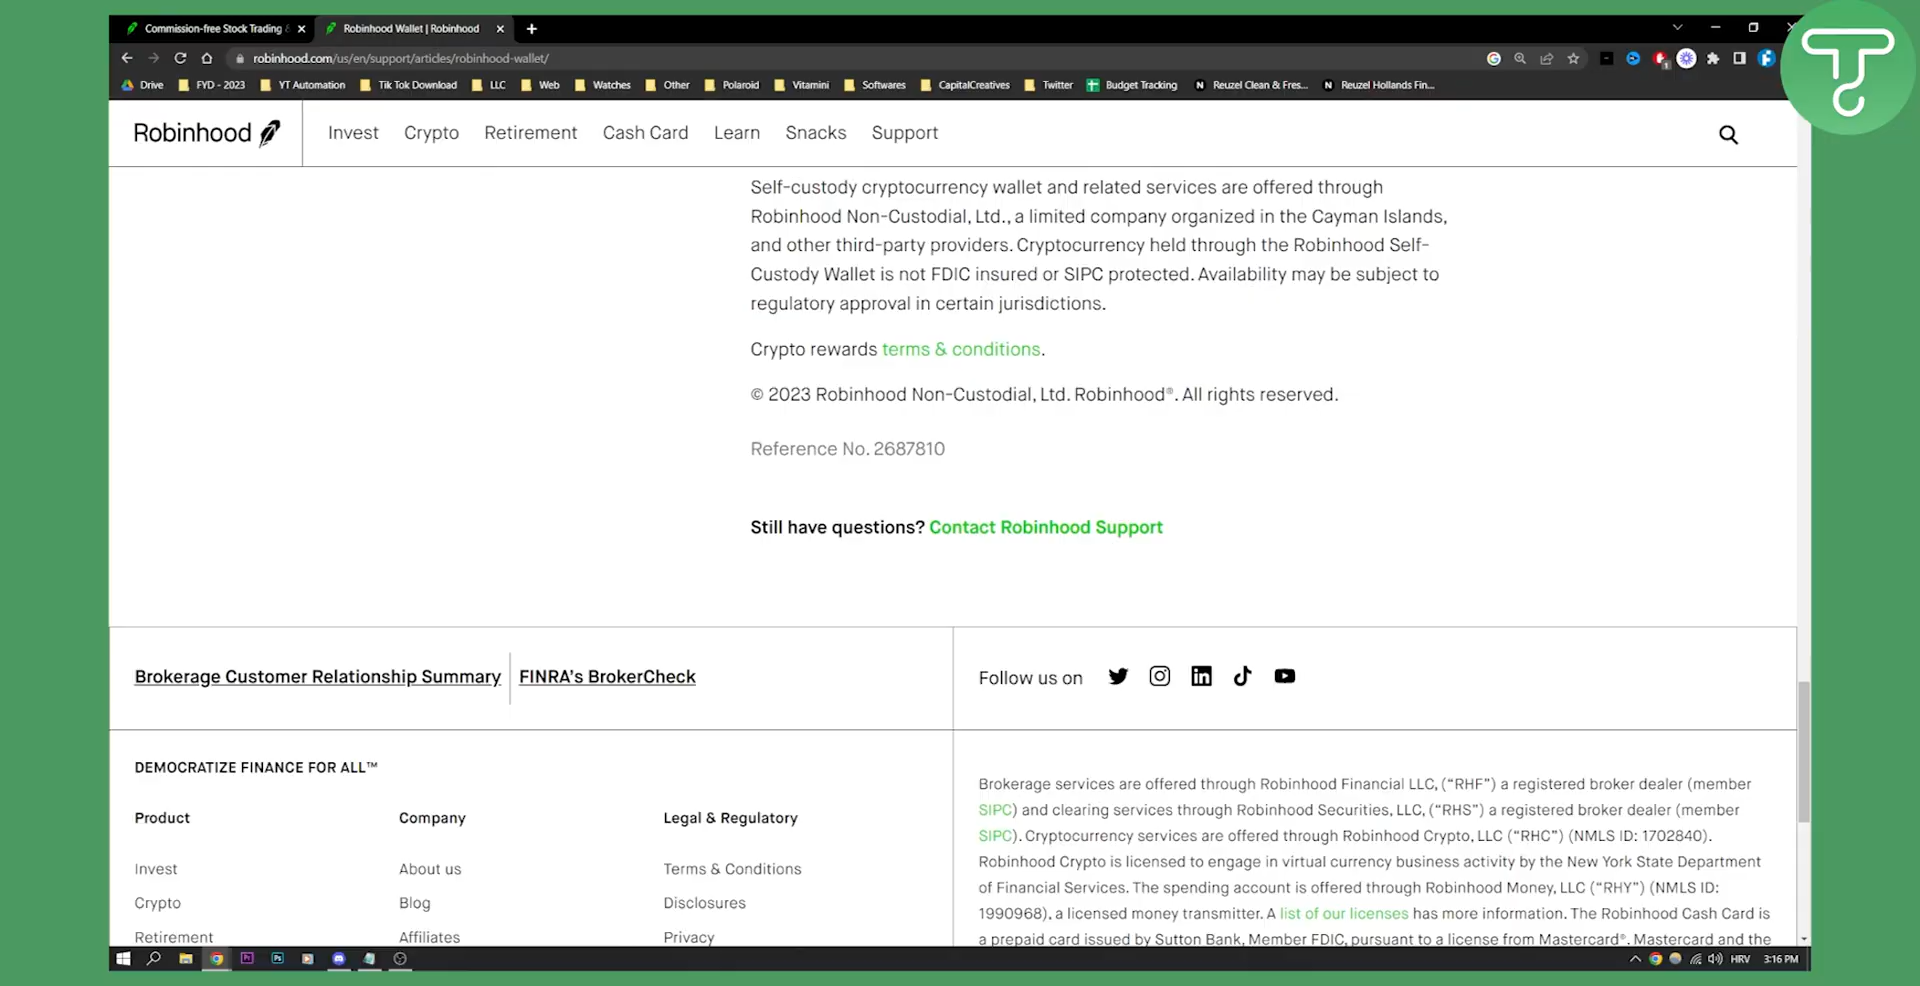 Commission-free Stock Trading
Robinhood Wallet | Robinhood
robinhood.com/us/en/support/articles/robinhood-wallet/
Drive
FYD - 2023
YT Automation
Tik Tok Download
LLC
Web
Watches
Other
Polaroid
Vitamini
Softwares
CapitalCreatives
Twitter
Budget Tracking
Reuzel Clean & Fres...
Reuzel Hollands Fin...
Robinhood
Invest
Crypto
Retirement
Cash Card
Learn
Snacks
Support
Self-custody cryptocurrency wallet and related services are offered through
Robinhood Non-Custodial, Ltd., a limited company organized in the Cayman Islands,
and other third-party providers. Cryptocurrency held through the Robinhood Self-
Custody Wallet is not FDIC insured or SIPC protected. Availability may be subject to
regulatory approval in certain jurisdictions.
Crypto rewards terms & conditions.
© 2023 Robinhood Non-Custodial, Ltd. Robinhood®. All rights reserved.
Reference No. 2687810
Still have questions? Contact Robinhood Support
Brokerage Customer Relationship Summary
FINRA's BrokerCheck
Follow us on
DEMOCRATIZE FINANCE FOR ALL™
Product
Company
Legal & Regulatory
Invest
About us
Terms & Conditions
Crypto
Blog
Disclosures
Retirement
Affiliates
Privacy
Brokerage services are offered through Robinhood Financial LLC, (“RHF”) a registered broker dealer (member
SIPC) and clearing services through Robinhood Securities, LLC, (“RHS”) a registered broker dealer (member
SIPC). Cryptocurrency services are offered through Robinhood Crypto, LLC (“RHC”) (NMLS ID: 1702840).
Robinhood Crypto is licensed to engage in virtual currency business activity by the New York State Department
of Financial Services. The spending account is offered through Robinhood Money, LLC (“RHY”) (NMLS ID:
1990968), a licensed money transmitter. A list of our licenses has more information. The Robinhood Cash Card is
a prepaid card issued by Sutton Bank, Member FDIC, pursuant to a license from Mastercard®. Mastercard and the
HRV
3:16 PM